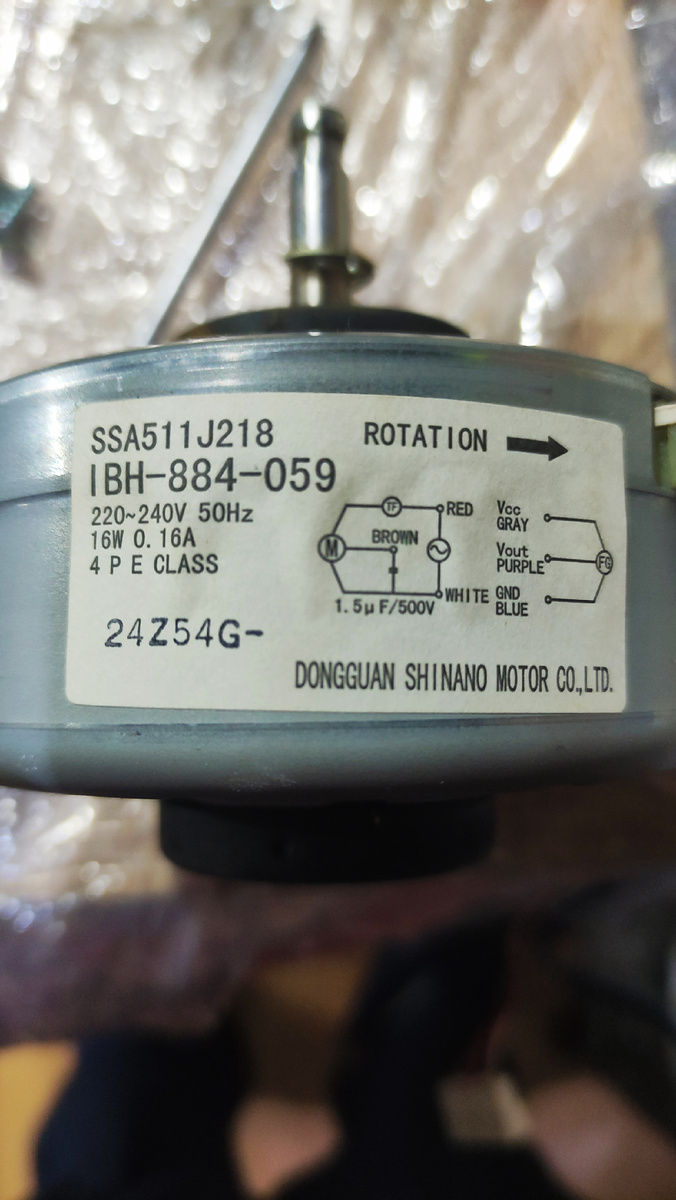 SSA511J218
ROTATION
IBH-884-059
220~240V 50Hz
16W 0.16A
4 P E CLASS
24Z54G-
TF
RED
M
BROWN
WHITE
1.5μF/500V
Vcc
GRAY
Vout
PURPLE
FG
GND
BLUE
DONGGUAN SHINANO MOTOR CO.,LTD.